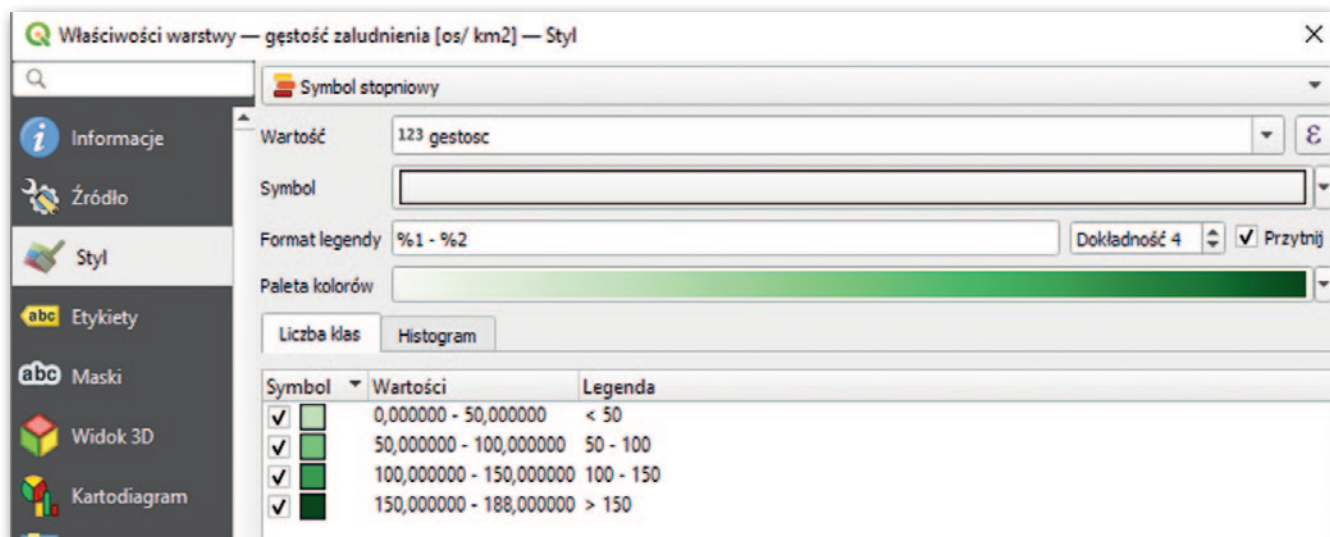 Właściwości warstwy — gęstość zaludnienia [os/ km2] — Styl
Symbol stopniowy
Informacje
Wartość 123 gestosc ε
Źródło
Symbol
Styl
Format legendy %1 - %2 Dokładność 4 Przytnij
Paleta kolorów
abc Etykiety
Liczba klas Histogram
abc Maski
Symbol Wartości Legenda
0,000000 - 50,000000 < 50
Widok 3D
50,000000 - 100,000000 50 - 100
100,000000 - 150,000000 100 - 150
Kartodiagram
150,000000 - 188,000000 > 150